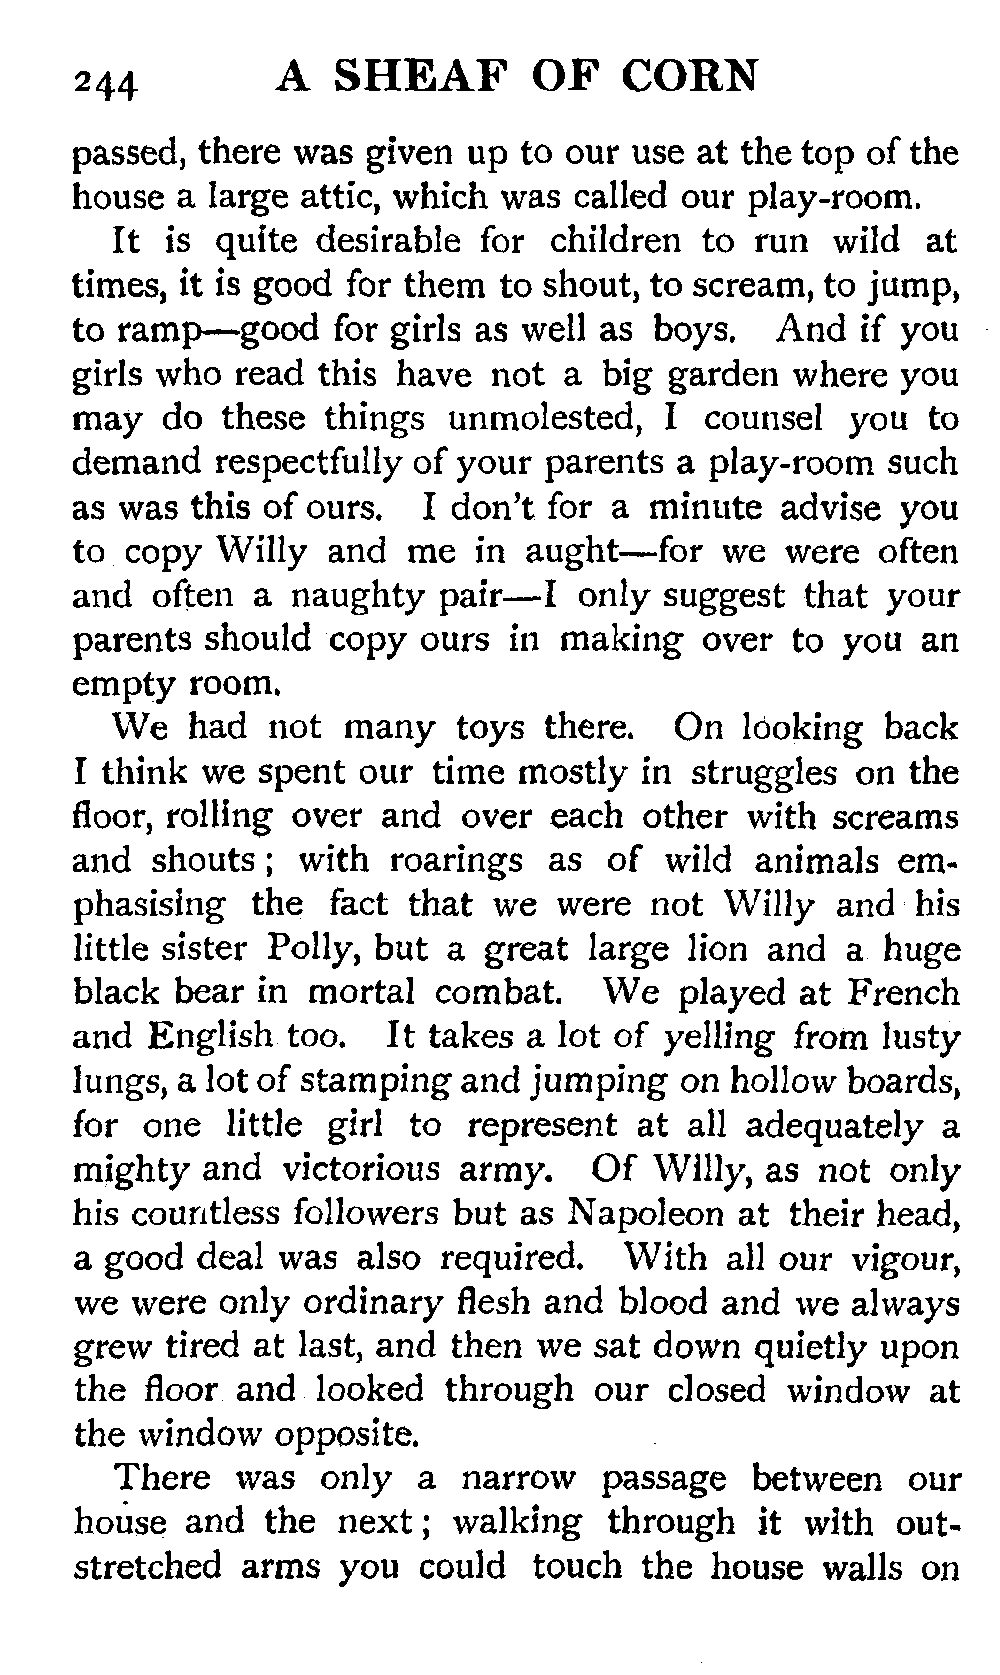 244 A SHEAF OF CORN
passed, there was given up to our use at the top of the
house a large attic, which was called our play-room.
It is quite desirable for children to run wild at
times, it is good for them to shout, to scream, to jump,
to ramp—good for girls as well as boys. And if you
girls who read this have not a big garden where you
may do these things unmolested, I counsel you to
demand respectfully of your parents a play-room such
as was this of ours. I don't for a minute advise you
to copy Willy and me in aught—for we were often
and often a naughty pair—I only suggest that your
parents should copy ours in making over to you an
empty room.
We had not many toys there. On looking back
I think we spent our time mostly in struggles on the
floor, rolling over and over each other with screams
and shouts ; with roarings as of wild animals em-
phasising the fact that we were not Willy and his
little sister Polly, but a great large lion and a huge
black bear in mortal combat. We played at French
and English too. It takes a lot of yelling from lusty
lungs, a lot of stamping and jumping on hollow boards,
for one little girl to represent at all adequately a
mighty and victorious army. Of Willy, as not only
his countless followers but as Napoleon at their head,
a good deal was also required. With all our vigour,
we were only ordinary flesh and blood and we always
grew tired at last, and then we sat down quietly upon
the floor and looked through our closed window at
the window opposite.
There was only a narrow passage between our
house and the next ; walking through it with out-
stretched arms you could touch the house walls on